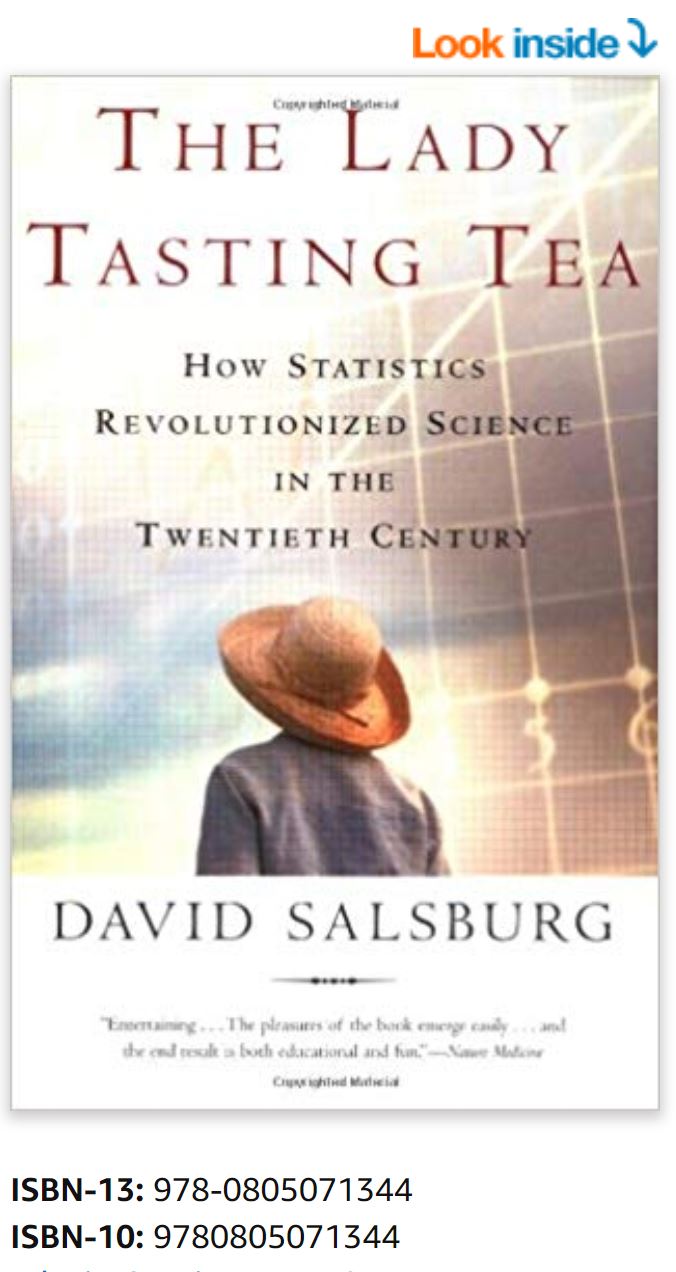 Look inside
Copyrighted Material
THE LADY
TASTING TEA
HOW STATISTICS
REVOLUTIONIZED SCIENCE
IN THE
TWENTIETH CENTURY
DAVID SALSBURG
"Entertaining . . . The pleasures of the book emerge easily . . . and
the end result is both educational and fun."—Nature Medicine
Copyrighted Material
ISBN-13: 978-0805071344
ISBN-10: 9780805071344